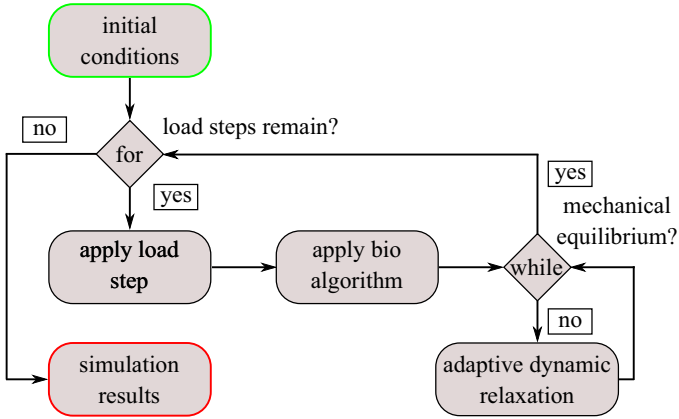 initial
conditions
no
load steps remain?
for
yes
yes
mechanical
equilibrium?
apply load
step
apply bio
algorithm
while
no
simulation
results
adaptive dynamic
relaxation